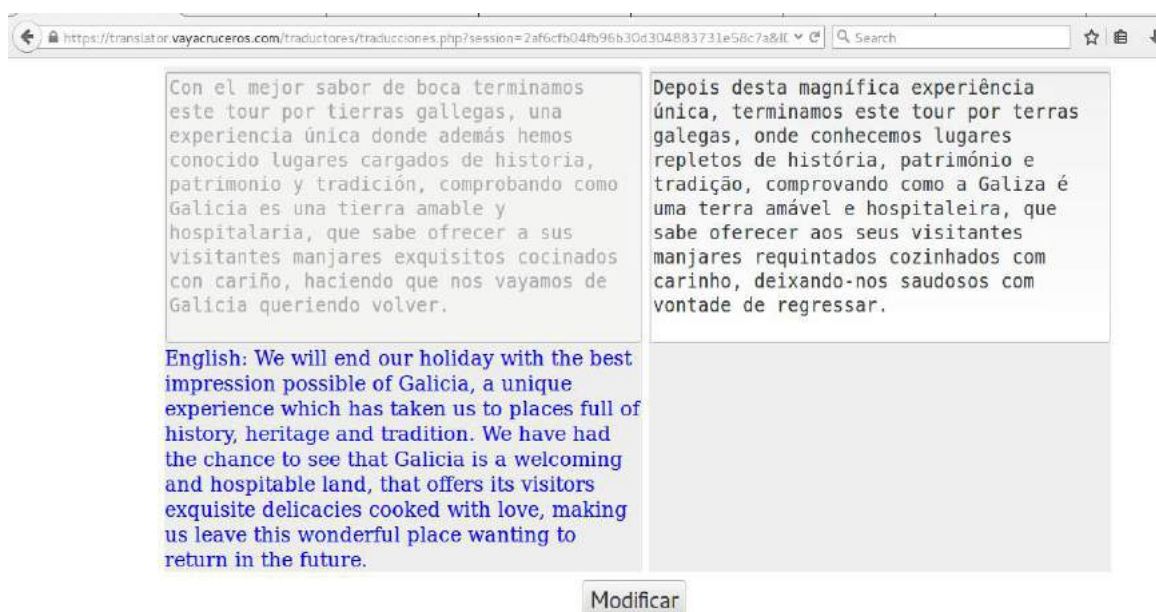 https://translator.vayacruceros.com/traductores/traducciones.php?session=2af6cfb04fb96b30d304883731e58c7a&I
Search
Con el mejor sabor de boca terminamos
este tour por tierras gallegas, una
experiencia única donde además hemos
conocido lugares cargados de historia,
patrimonio y tradición, comprobando como
Galicia es una tierra amable y
hospitalaria, que sabe ofrecer a sus
visitantes manjares exquisitos cocinados
con cariño, haciendo que nos vayamos de
Galicia queriendo volver.
Depois desta magnífica experiência
única, terminamos este tour por terras
galegas, onde conhecemos lugares
repletos de história, património e
tradição, comprovando como a Galiza é
uma terra amável e hospitaleira, que
sabe oferecer aos seus visitantes
manjares requintados cozinhados com
carinho, deixando-nos saudosos com
vontade de regressar.
English: We will end our holiday with the best
impression possible of Galicia, a unique
experience which has taken us to places full of
history, heritage and tradition. We have had
the chance to see that Galicia is a welcoming
and hospitable land, that offers its visitors
exquisite delicacies cooked with love, making
us leave this wonderful place wanting to
return in the future.
Modificar